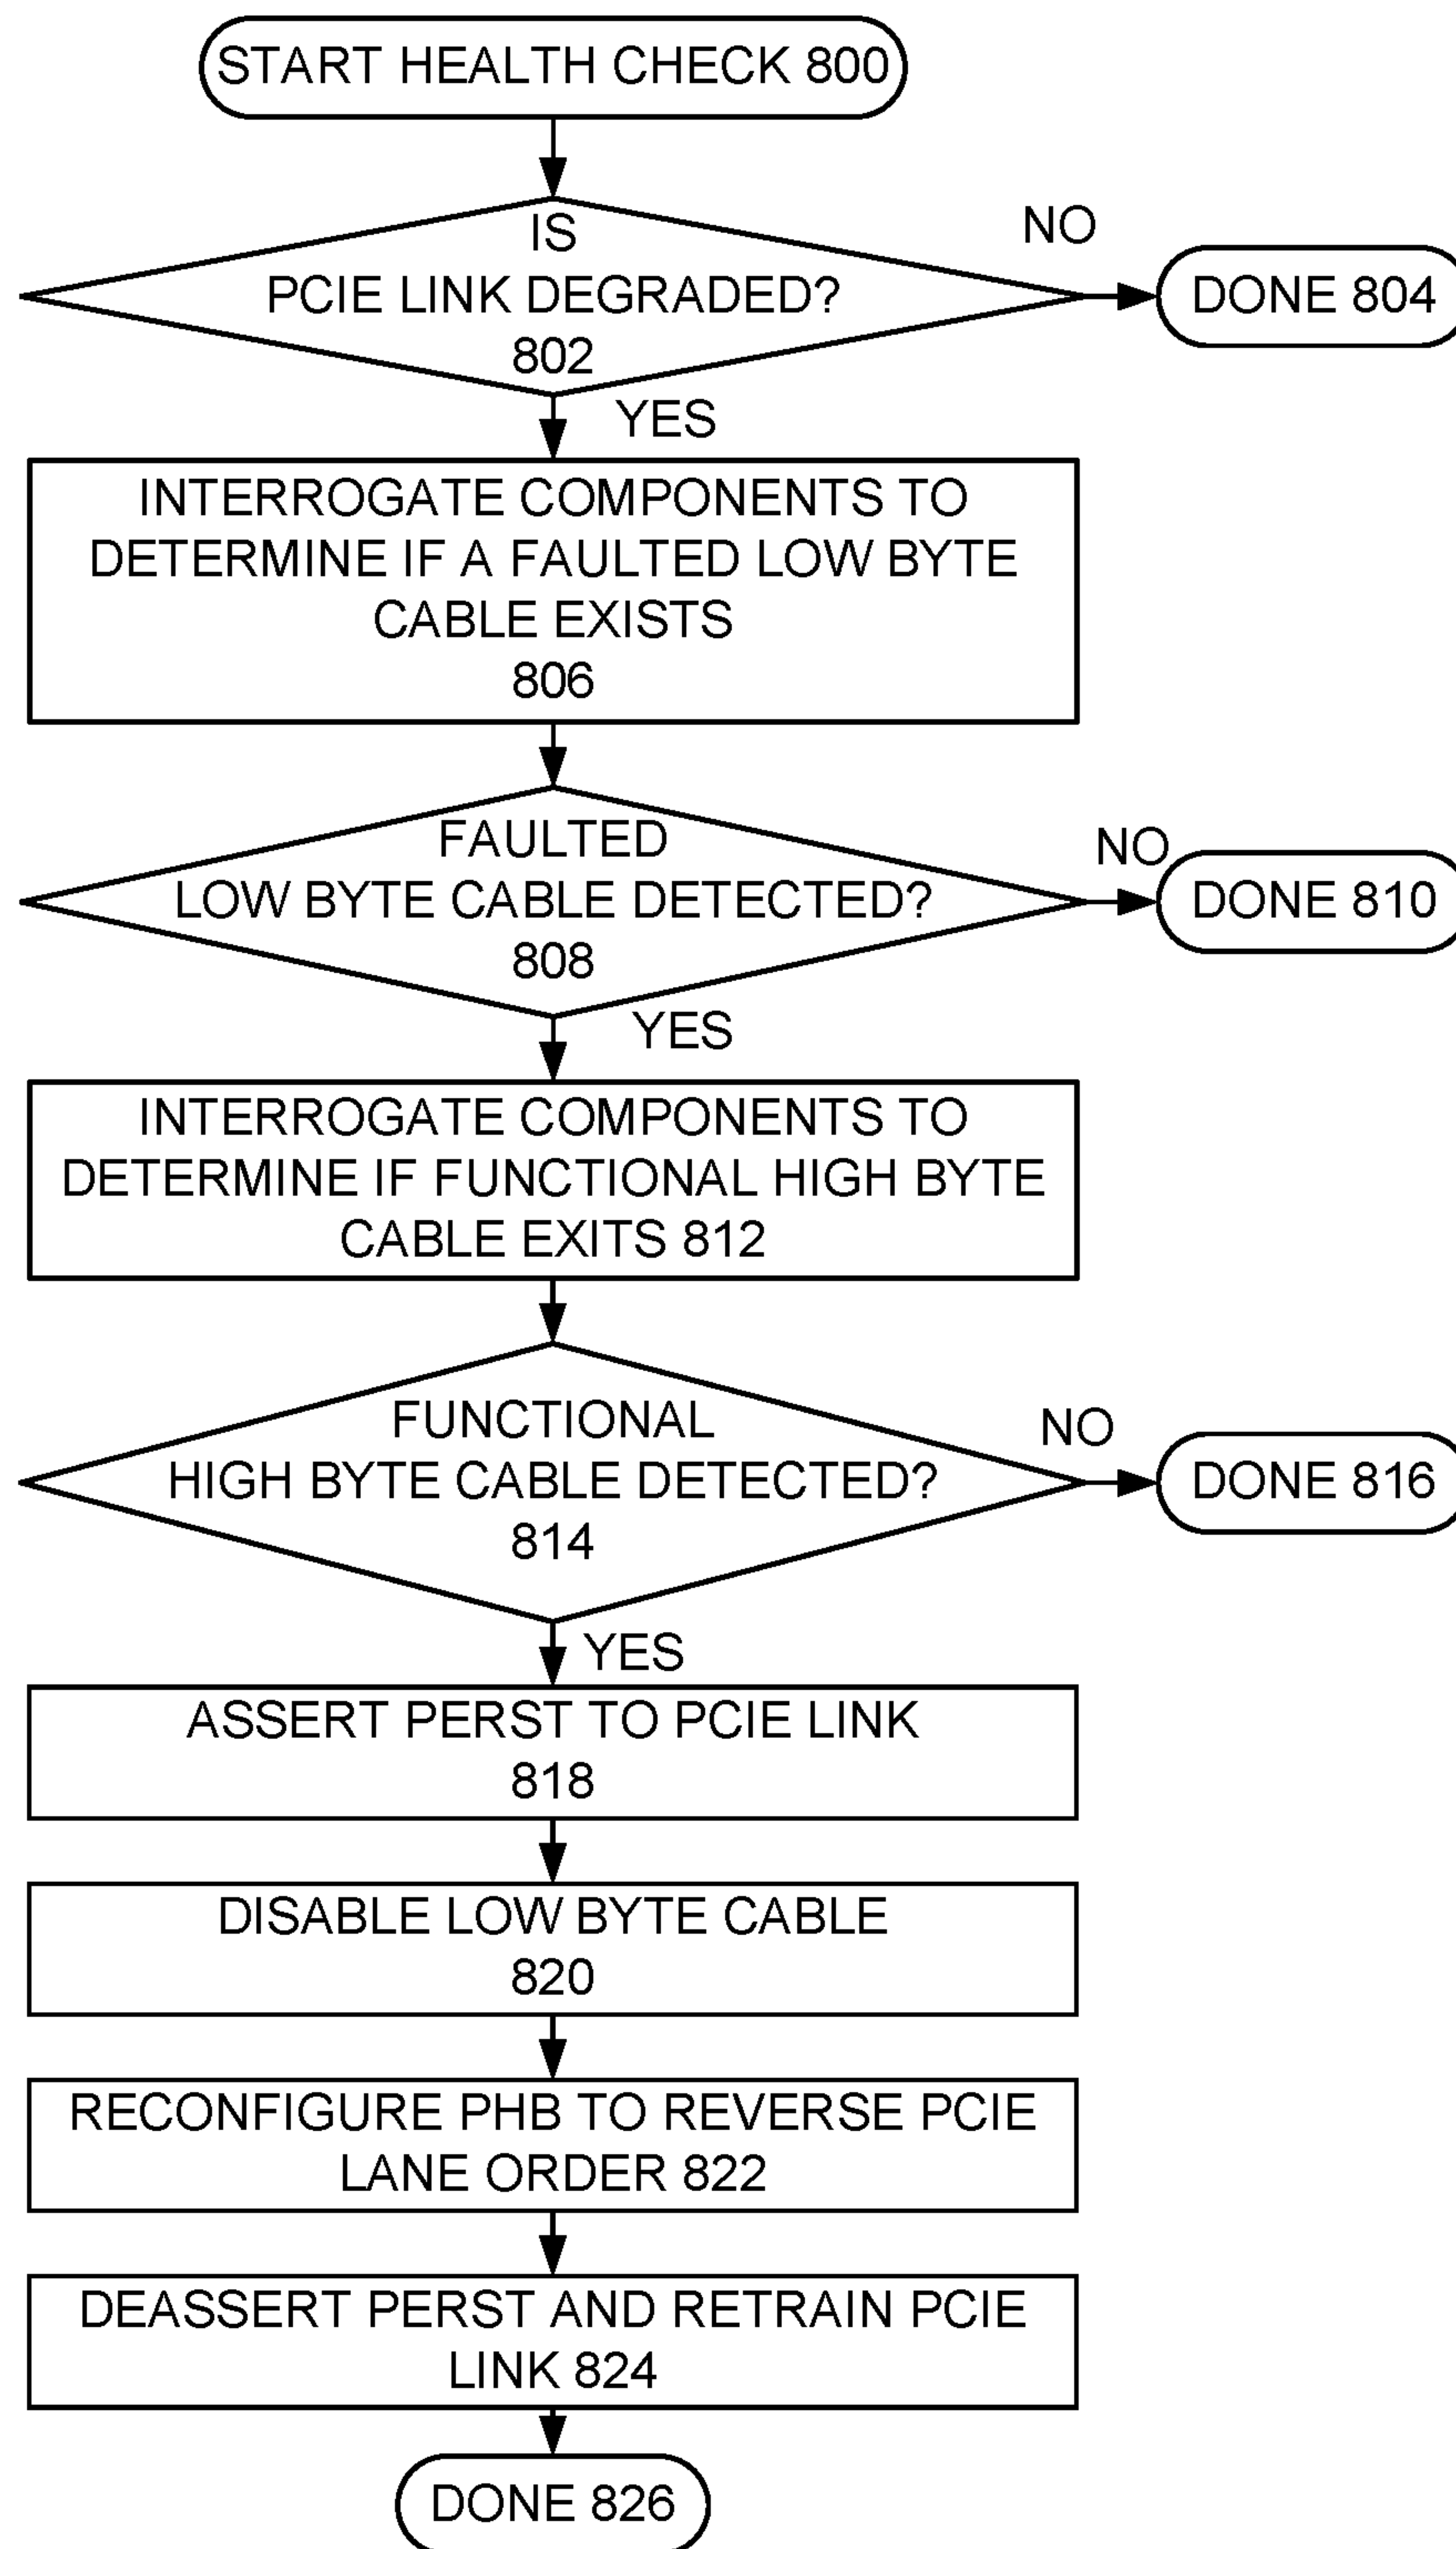 START HEALTH CHECK 800
IS
PCIE LINK DEGRADED?
802
NO
DONE 804
YES
INTERROGATE COMPONENTS TO
DETERMINE IF A FAULTED LOW BYTE
CABLE EXISTS
806
FAULTED
LOW BYTE CABLE DETECTED?
808
NO
DONE 810
YES
INTERROGATE COMPONENTS TO
DETERMINE IF FUNCTIONAL HIGH BYTE
CABLE EXITS 812
FUNCTIONAL
HIGH BYTE CABLE DETECTED?
814
NO
DONE 816
YES
ASSERT PERST TO PCIE LINK
818
DISABLE LOW BYTE CABLE
820
RECONFIGURE PHB TO REVERSE PCIE
LANE ORDER 822
DEASSERT PERST AND RETRAIN PCIE
LINK 824
DONE 826